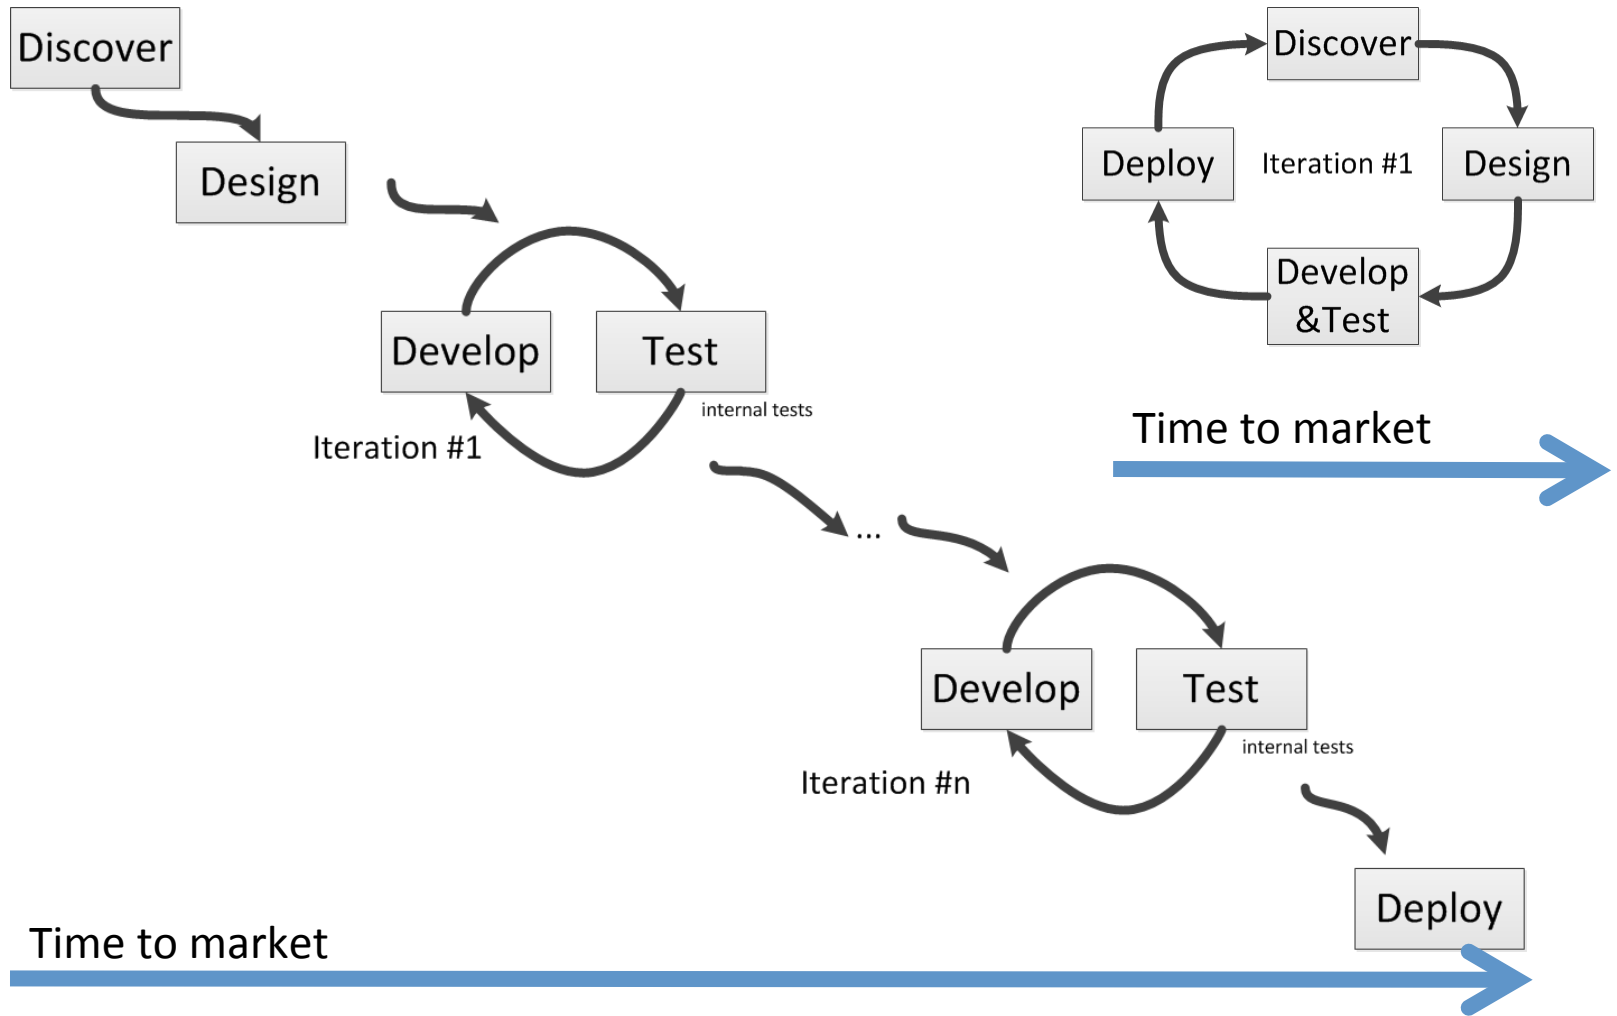 Discover
Design
Develop
Test
internal tests
Iteration #1
...
Develop
Test
internal tests
Iteration #n
Deploy
Time to market
Discover
Deploy
Iteration #1
Design
Develop
&Test
Time to market